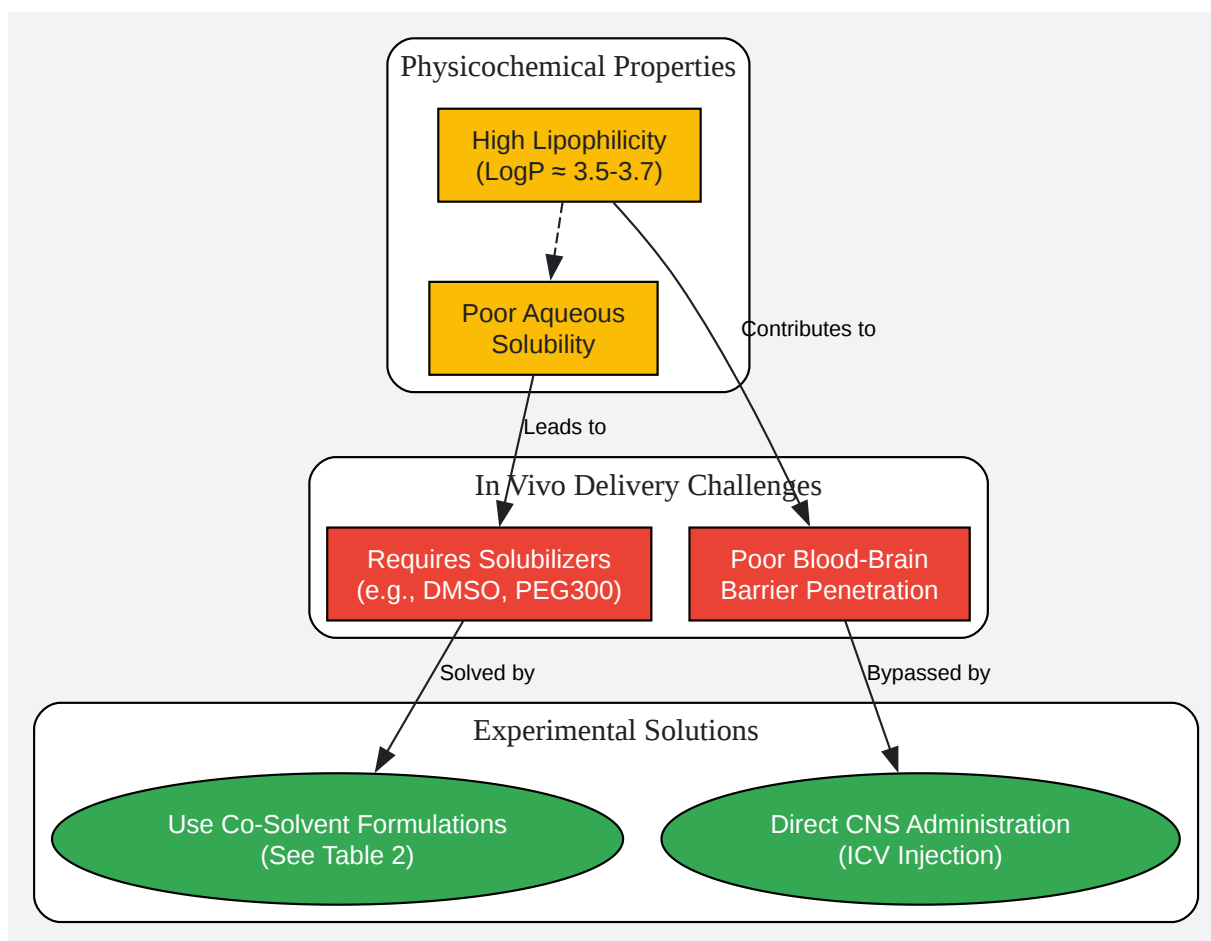 Physicochemical Properties
High Lipophilicity
(LogP ≈ 3.5-3.7)
Poor Aqueous
Solubility
Contributes to
Leads to
In Vivo Delivery Challenges
Requires Solubilizers
(e.g., DMSO, PEG300)
Poor Blood-Brain
Barrier Penetration
Solved by
Bypassed by
Experimental Solutions
Use Co-Solvent Formulations
(See Table 2)
Direct CNS Administration
(ICV Injection)